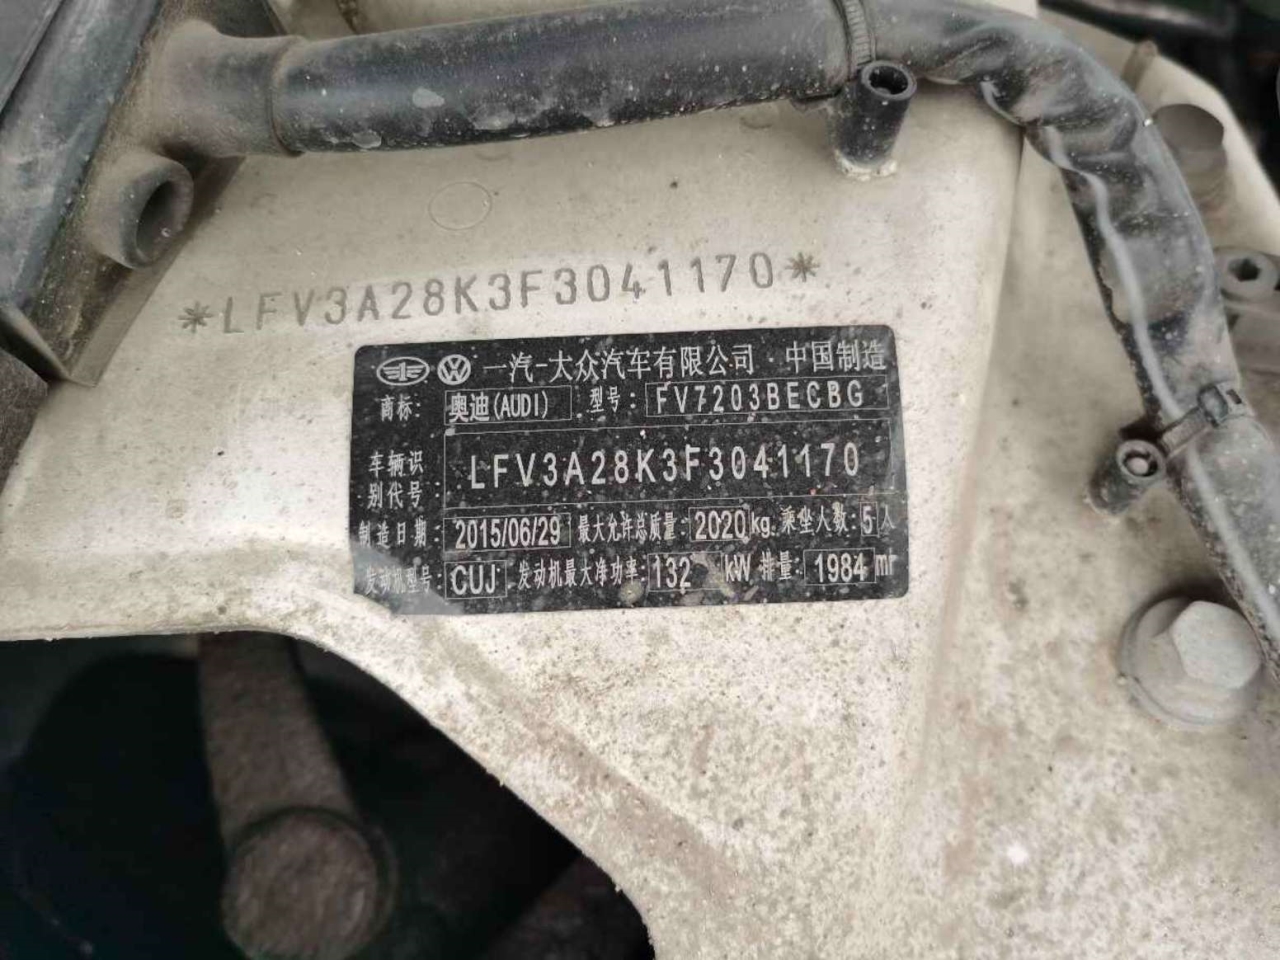 *LFV3A28K3F3041170*
一汽-大众汽车有限公司 · 中国制造
商标: 奥迪(AUDI) 型号: FV7203BECBG
车辆识别代号: LFV3A28K3F3041170
制造日期: 2015/06/29 最大允许总质量: 2020 kg 乘坐人数: 5 人
发动机型号: CUJ 发动机最大净功率: 132 kW 排量: 1984 ml